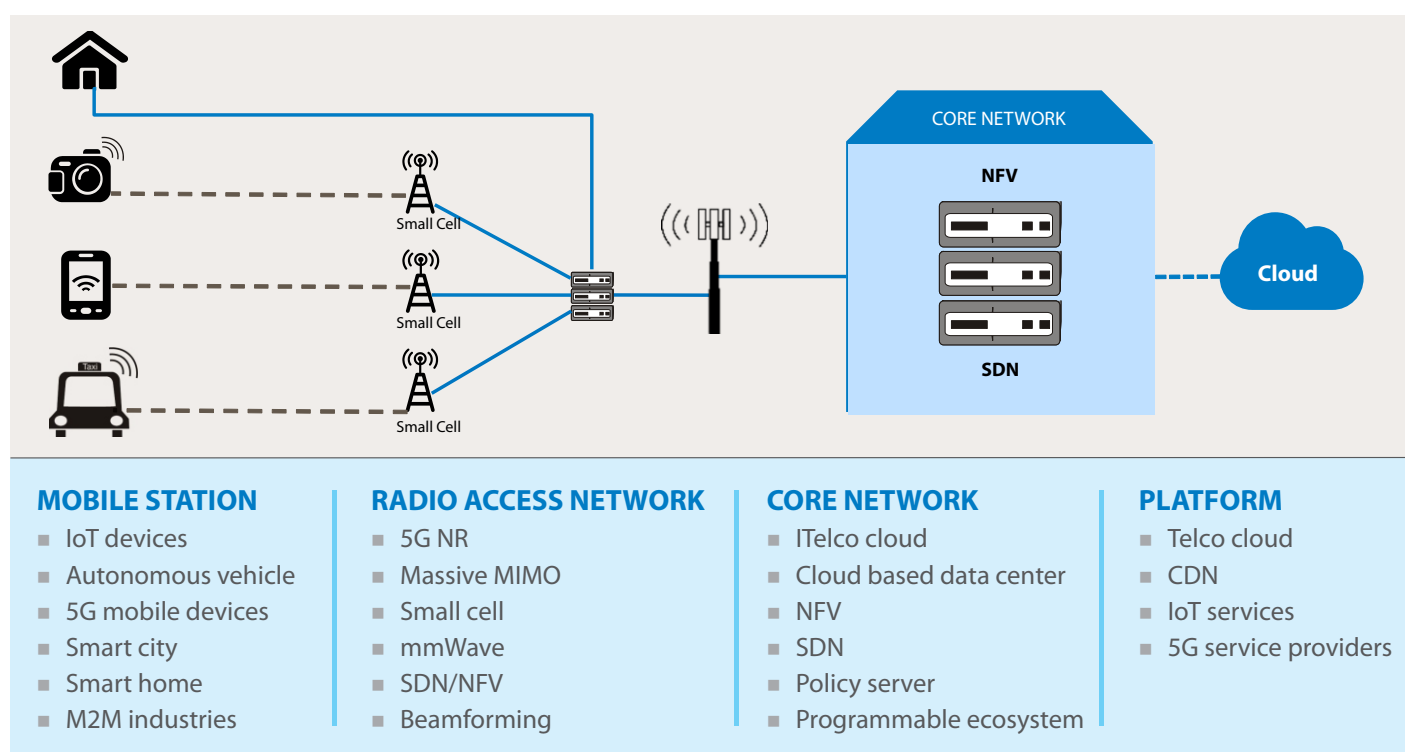 CORE NETWORK
NFV
Small Cell
Cloud
Small Cell
Taxi
SDN
Small Cell
MOBILE STATION
IoT devices
Autonomous vehicle
5G mobile devices
Smart city
Smart home
M2M industries
RADIO ACCESS NETWORK
5G NR
Massive MIMO
Small cell
mmWave
SDN/NFV
Beamforming
CORE NETWORK
ITelco cloud
Cloud based data center
NFV
SDN
Policy server
Programmable ecosystem
PLATFORM
Telco cloud
CDN
IoT services
5G service providers